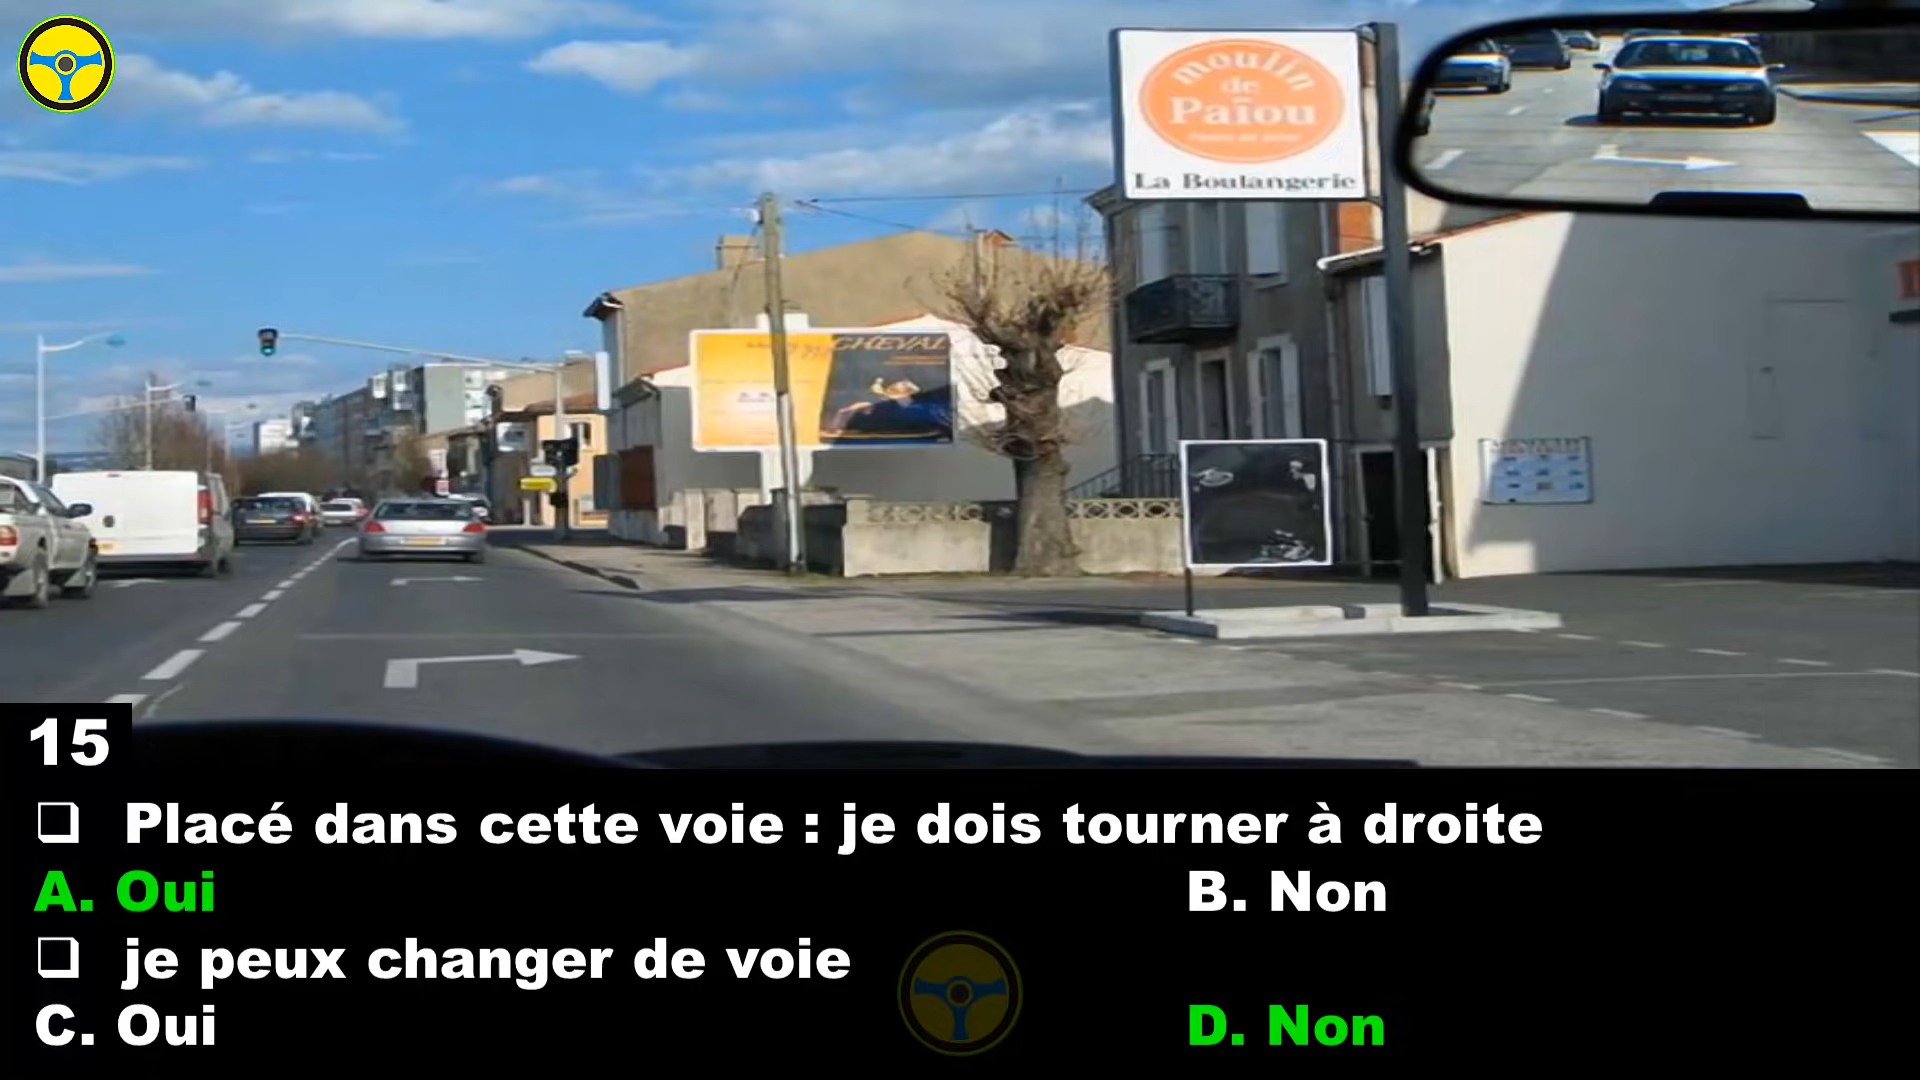 moulin
de
Païou
La Boulangerie
CHEVAL
15
❑ Placé dans cette voie : je dois tourner à droite
A. Oui
B. Non
❑ je peux changer de voie
C. Oui
D. Non